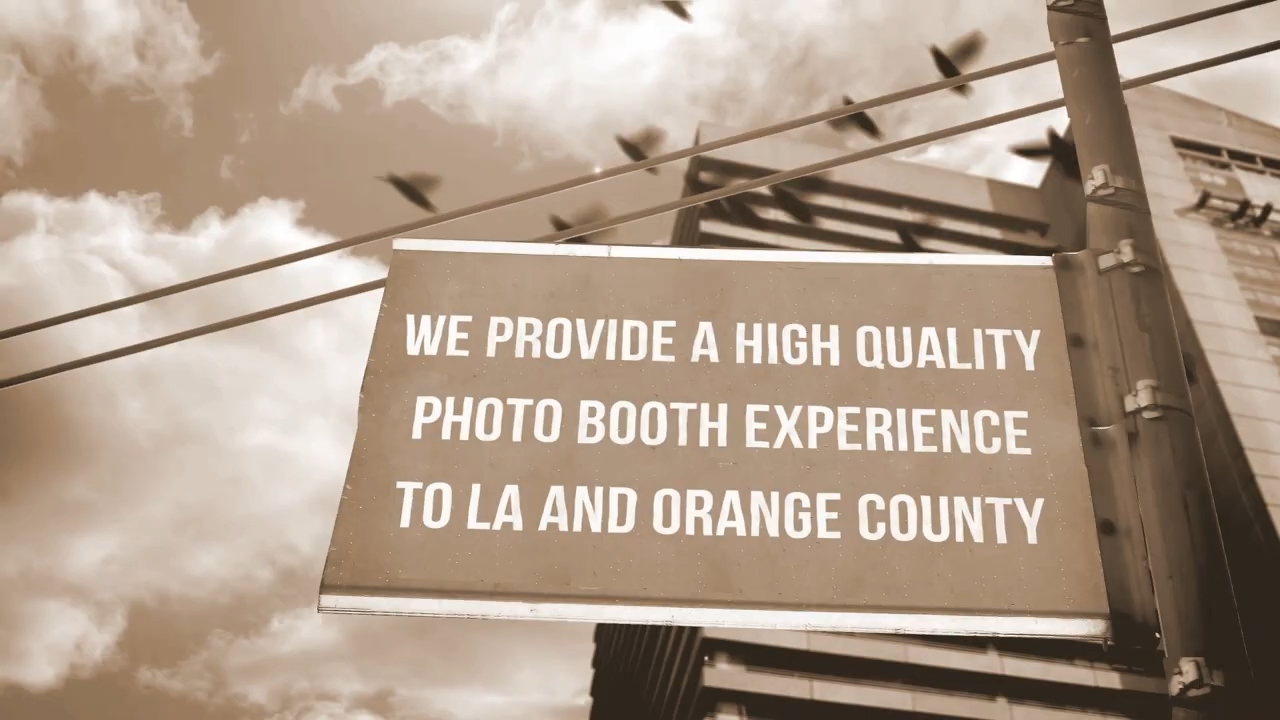 WE PROVIDE A HIGH QUALITY
PHOTO BOOTH EXPERIENCE
TO LA AND ORANGE COUNTY